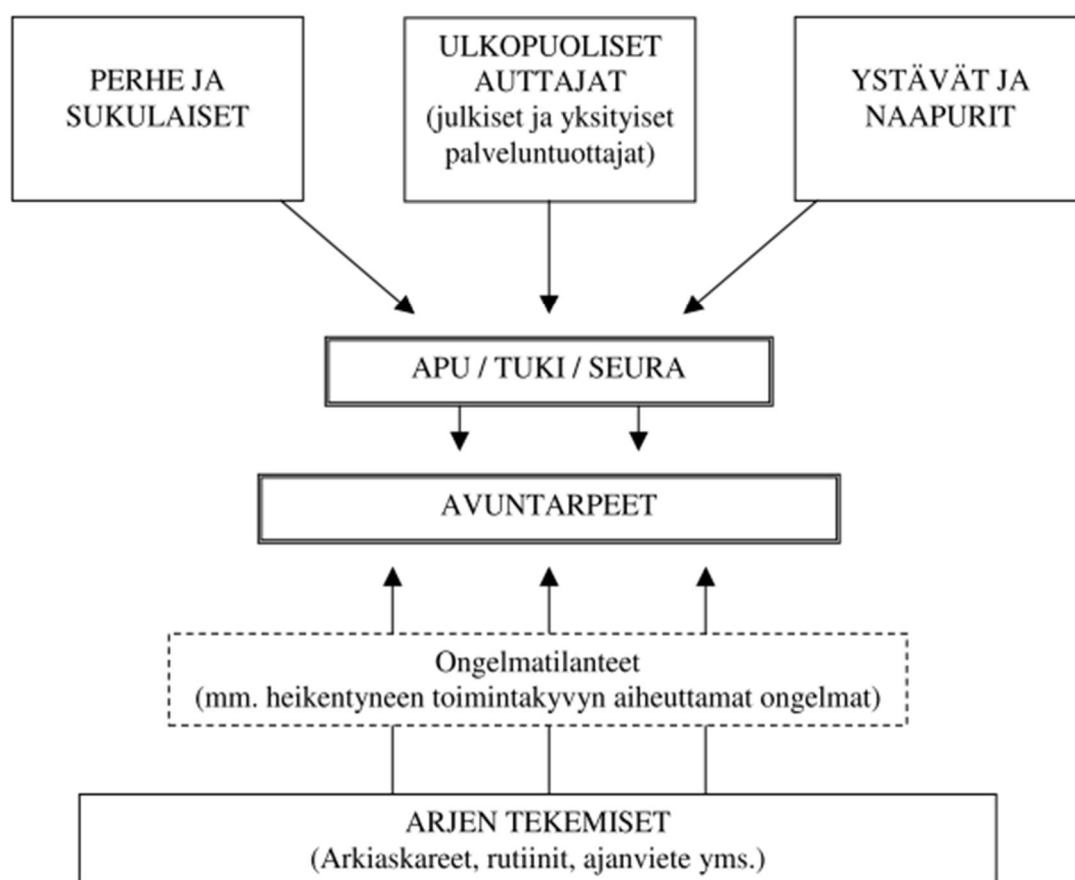 PERHE JA
SUKULAISET
ULKOPUOLISET
AUTTAJAT
(julkiset ja yksityiset
palveluntuottajat)
YSTÄVÄT JA
NAAPURIT
APU / TUKI / SEURA
AVUNTARPEET
Ongelmatilanteet
(mm. heikentyneen toimintakyvyn aiheuttamat ongelmat)
ARJEN TEKEMISET
(Arkiaskareet, rutiinit, ajanviete yms.)